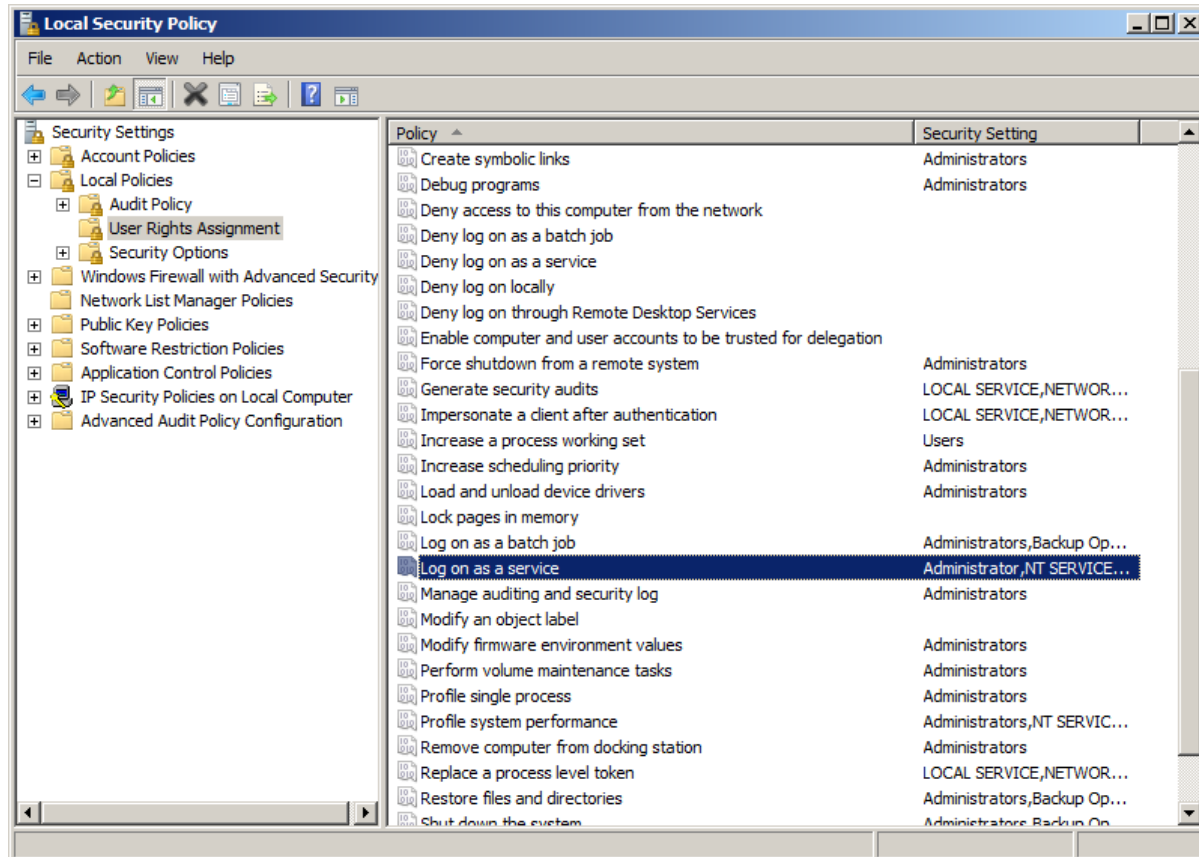 Local Security Policy
File Action View Help
Security Settings
Account Policies
Local Policies
Audit Policy
User Rights Assignment
Security Options
Windows Firewall with Advanced Security
Network List Manager Policies
Public Key Policies
Software Restriction Policies
Application Control Policies
IP Security Policies on Local Computer
Advanced Audit Policy Configuration
Policy Security Setting
Create symbolic links Administrators
Debug programs Administrators
Deny access to this computer from the network
Deny log on as a batch job
Deny log on as a service
Deny log on locally
Deny log on through Remote Desktop Services
Enable computer and user accounts to be trusted for delegation
Force shutdown from a remote system Administrators
Generate security audits LOCAL SERVICE,NETWOR...
Impersonate a client after authentication LOCAL SERVICE,NETWOR...
Increase a process working set Users
Increase scheduling priority Administrators
Load and unload device drivers Administrators
Lock pages in memory
Log on as a batch job Administrators,Backup Op...
Log on as a service Administrator,NT SERVICE...
Manage auditing and security log Administrators
Modify an object label
Modify firmware environment values Administrators
Perform volume maintenance tasks Administrators
Profile single process Administrators
Profile system performance Administrators,NT SERVIC...
Remove computer from docking station Administrators
Replace a process level token LOCAL SERVICE,NETWOR...
Restore files and directories Administrators,Backup Op...
Shut down the system Administrators,Backup Op...